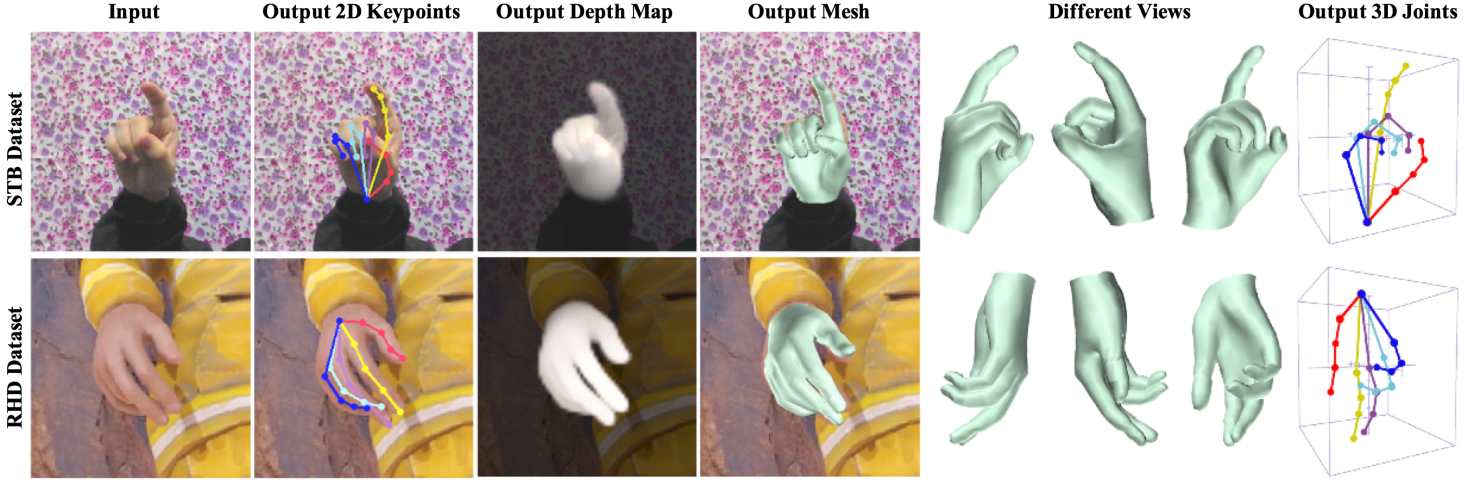 Input
Output 2D Keypoints
Output Depth Map
Output Mesh
Different Views
Output 3D Joints
STB Dataset
RHD Dataset